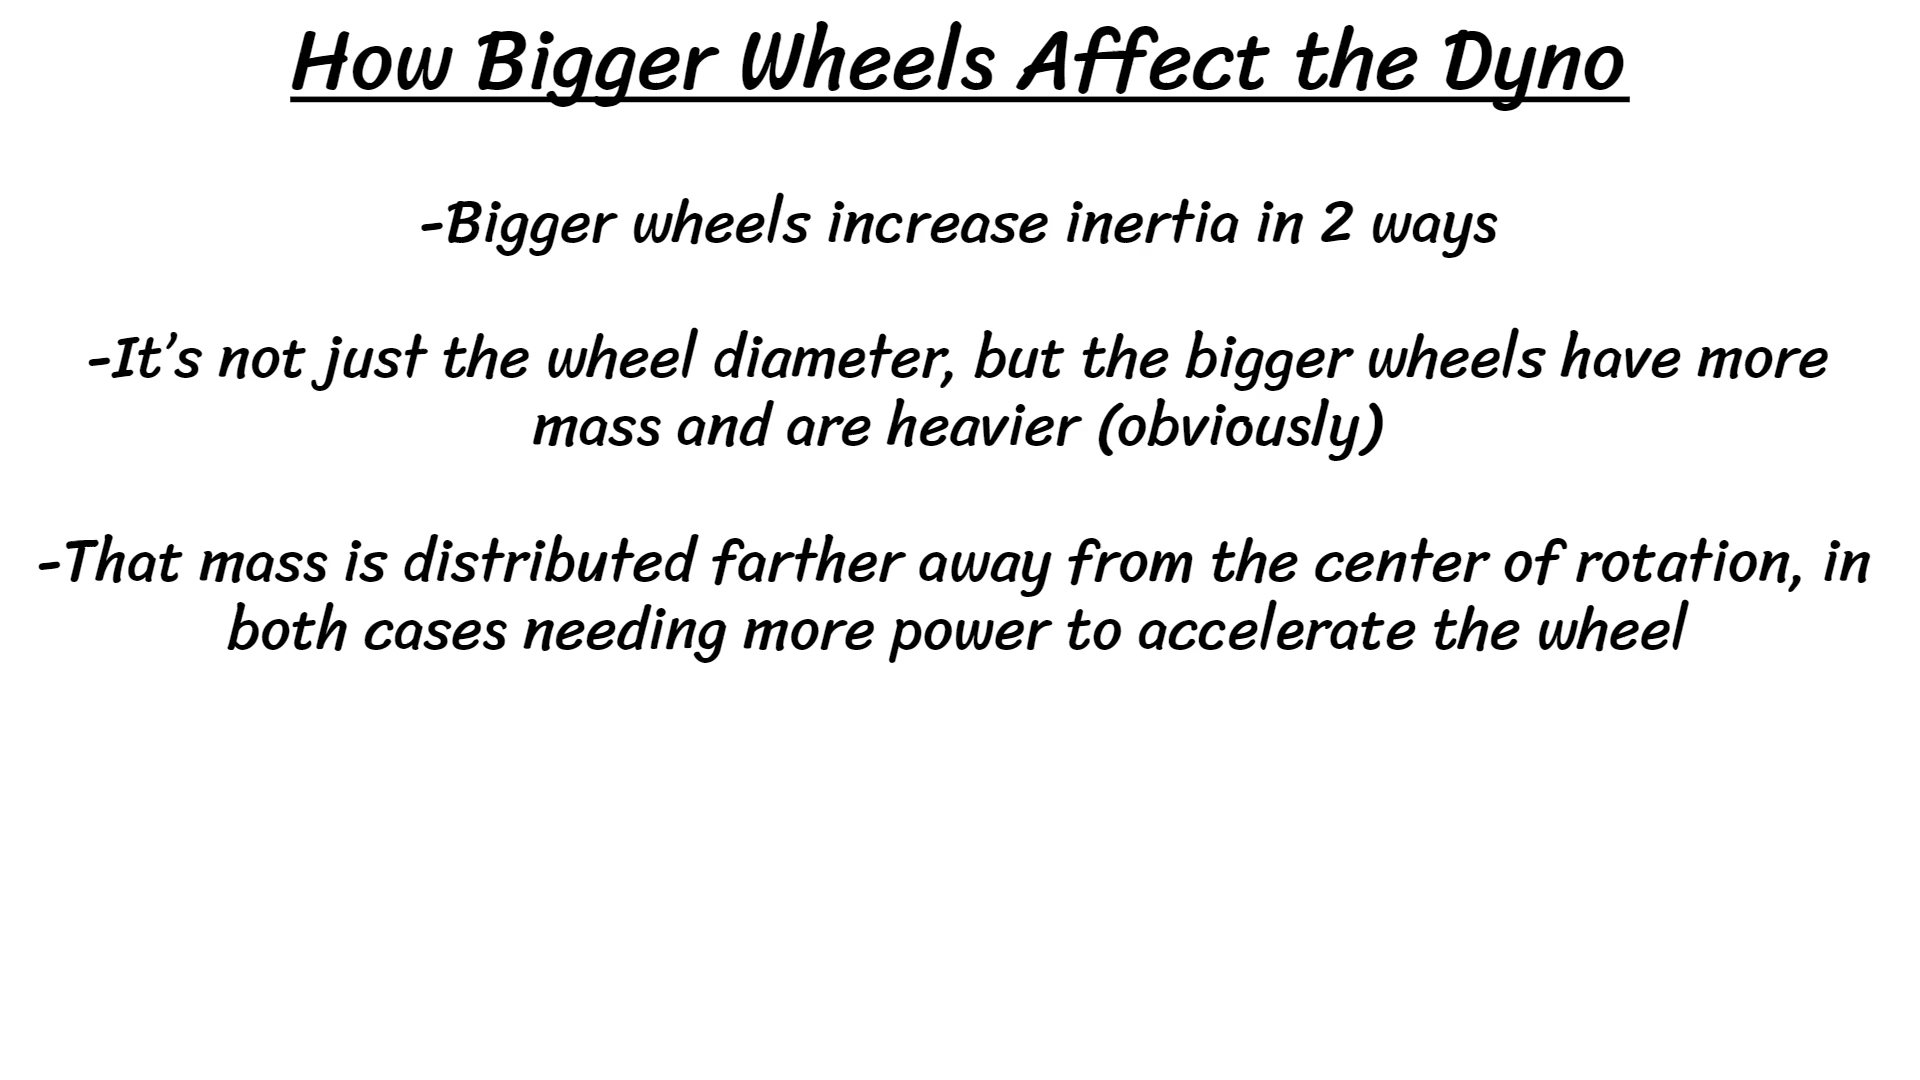 How Bigger Wheels Affect the Dyno
-Bigger wheels increase inertia in 2 ways
-It’s not just the wheel diameter, but the bigger wheels have more
mass and are heavier (obviously)
-That mass is distributed farther away from the center of rotation, in
both cases needing more power to accelerate the wheel